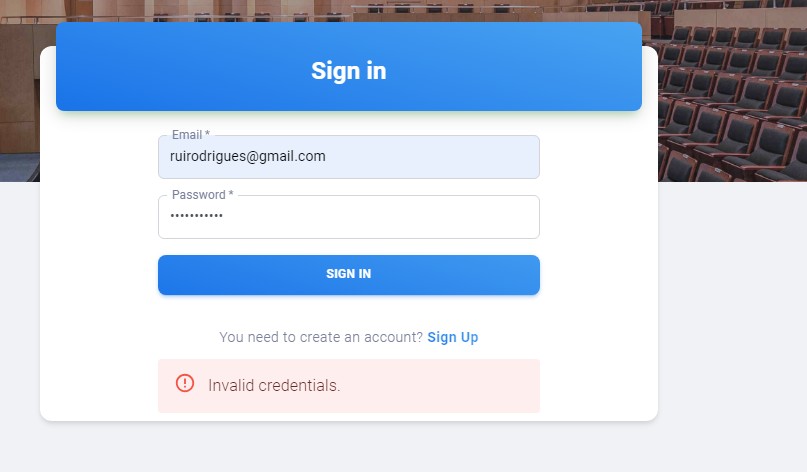 Sign in
Email *
ruirodrigues@gmail.com
Password *
•••••••••••
SIGN IN
You need to create an account? Sign Up
Invalid credentials.